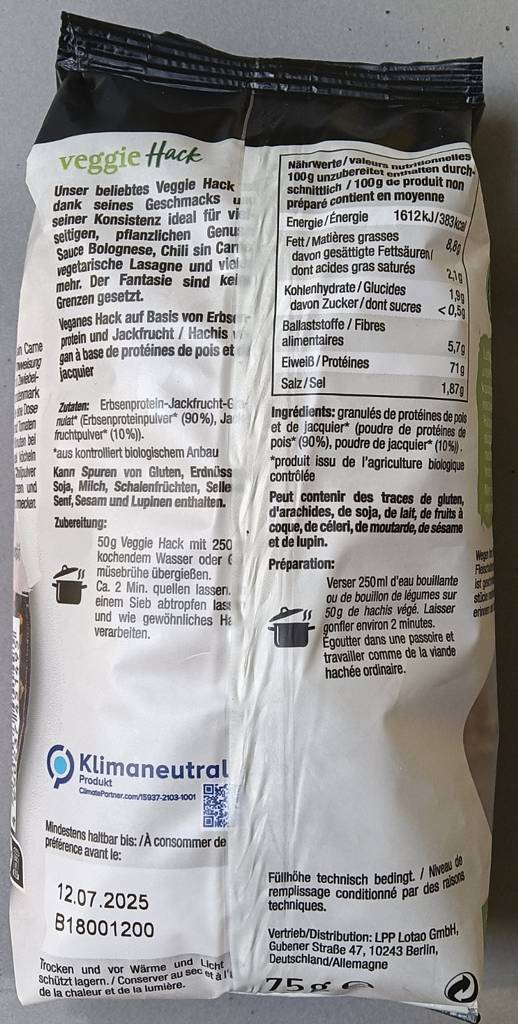 veggie Hack
Unser beliebtes Veggie Hack
dank seines Geschmacks
seiner Konsistenz ideal für
seitigen, pflanzlichen
Sauce Bolognese, Chili sin
vegetarische Lasagne und
mehr. Der Fantasie sind
Grenzen gesetzt.
Veganes Hack auf Basis von
protein und Jackfrucht / Hachis
gan à base de protéines de pois et
jacquier
Zutaten: Erbsenprotein-Jackfrucht-
nulat* (Erbsenproteinpulver* (90%),
fruchtpulver* (10%)).
*aus kontrolliert biologischem Anbau
Kann Spuren von Gluten,
Soja, Milch, Schalenfrüchten,
Senf, Sesam und Lupinen enthalten.
Zubereitung:
50g Veggie Hack mit 250
kochendem Wasser oder
müsebrühe übergießen.
Ca. 2 Min. quellen lassen.
einem Sieb abtropfen
und wie gewöhnliches
verarbeiten.
Klimaneutral
Produkt
ClimatePartner.com/15937-2103-1001
Mindestens haltbar bis: / À consommer de
préférence avant le:
12.07.2025
B18001200
Trocken und vor Wärme und Licht
schützt lagern. / Conserver au sec et à
de la chaleur et de la lumière.
Nährwerte / valeurs nutritionnelles
100g unzubereitet enthalten durch-
schnittlich / 100g de produit non
préparé contient en moyenne
Energie / Énergie 1612kJ/383kcal
Fett / Matières grasses 8,8g
davon gesättigte Fettsäuren/
dont acides gras saturés 2,1g
Kohlenhydrate / Glucides 1,9g
davon Zucker / dont sucres <0,5g
Ballaststoffe / Fibres
alimentaires 5,7g
Eiweiß / Protéines 71g
Salz / Sel 1,87g
Ingrédients: granulés de protéines de pois
et de jacquier* (poudre de protéines de
pois* (90%), poudre de jacquier* (10%)).
*produit issu de l'agriculture biologique
contrôlée
Peut contenir des traces de gluten,
d'arachides, de soja, de lait, de fruits à
coque, de céleri, de moutarde, de sésame
et de lupin.
Préparation:
Verser 250ml d'eau bouillante
ou de bouillon de légumes sur
50g de hachis végé. Laisser
gonfler environ 2 minutes.
Égoutter dans une passoire et
travailler comme de la viande
hachée ordinaire.
Füllhöhe technisch bedingt. / Niveau de
remplissage conditionné par des raisons
techniques.
Vertrieb/Distribution: LPP Lotao GmbH,
Gubener Straße 47, 10243 Berlin,
Deutschland/Allemagne
75g